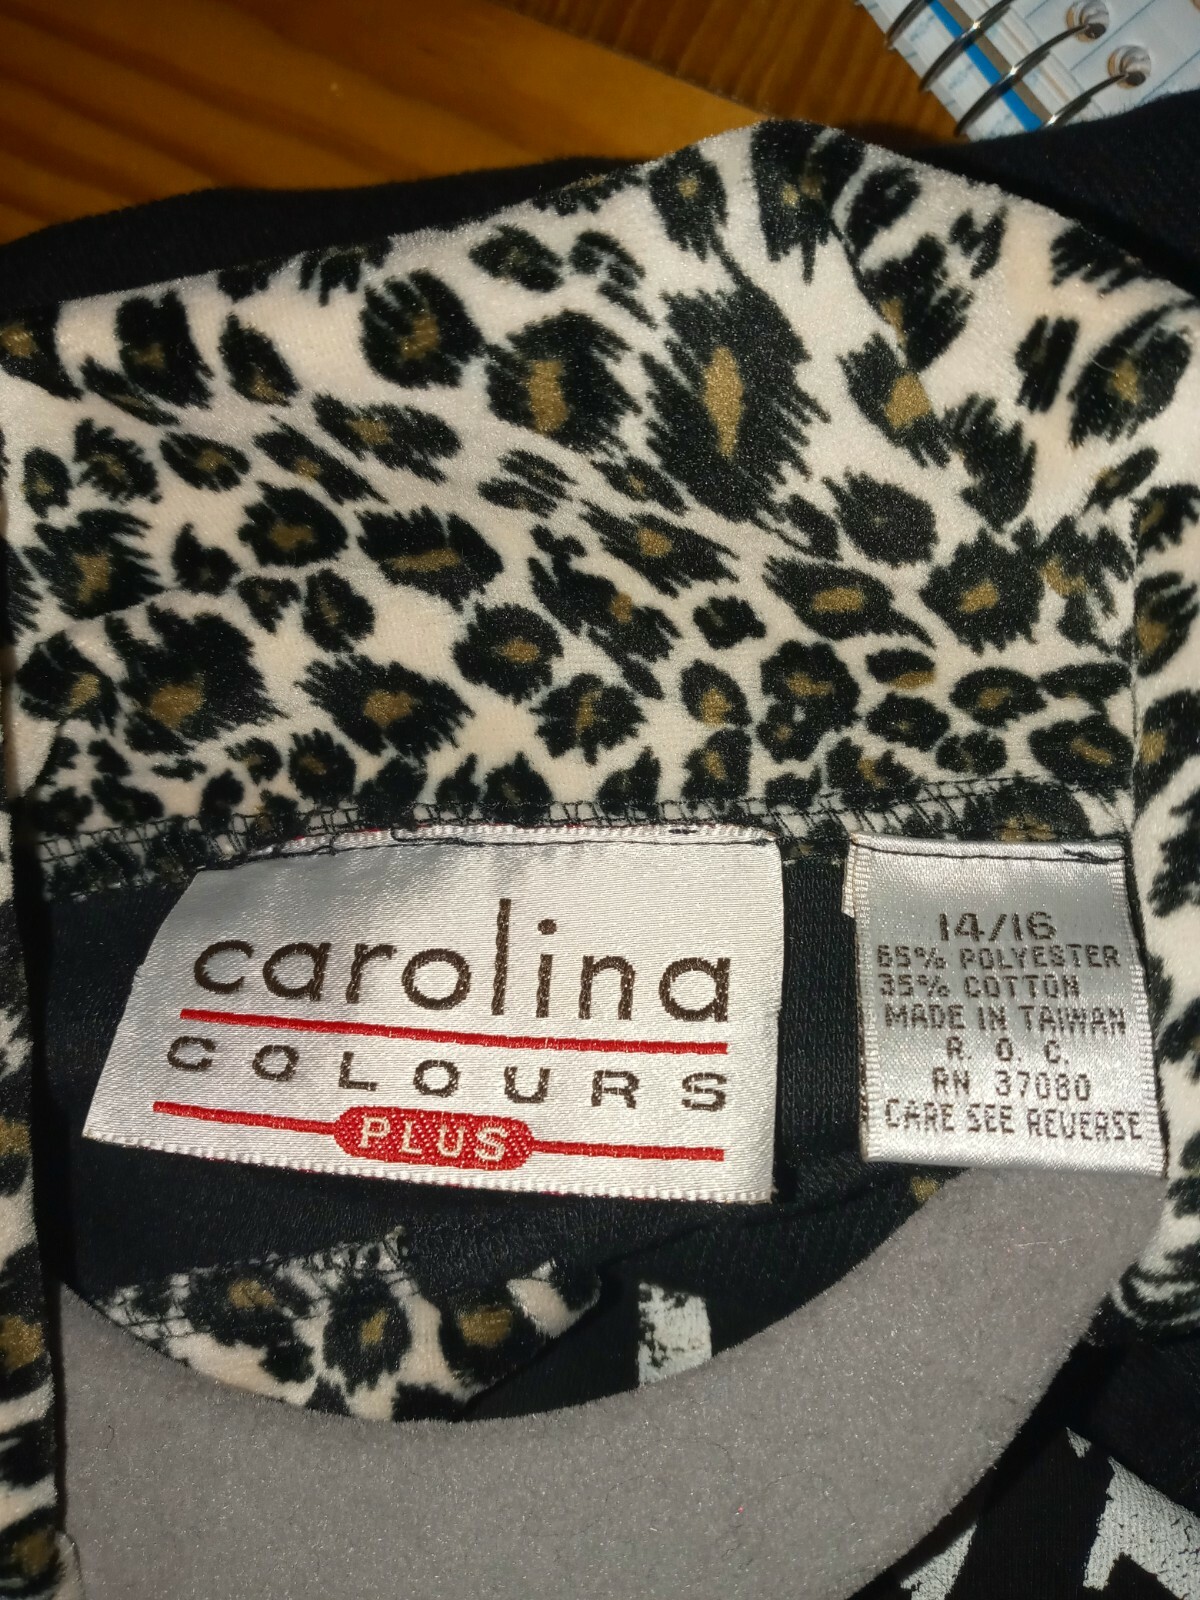 carolina
COLOURS
PLUS
14/16
65% POLYESTER
35% COTTON
MADE IN TAIWAN
R. O. C.
RN 37080
CARE SEE REVERSE